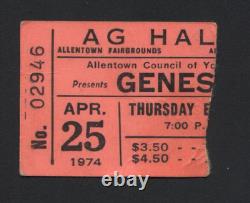 No. 02946
AG HAL
ALLENTOWN FAIRGROUNDS A
Allentown Council of Yo
Presents GENES
APR. 25 1974
THURSDAY E
7:00 P.
$3.50
$4.50